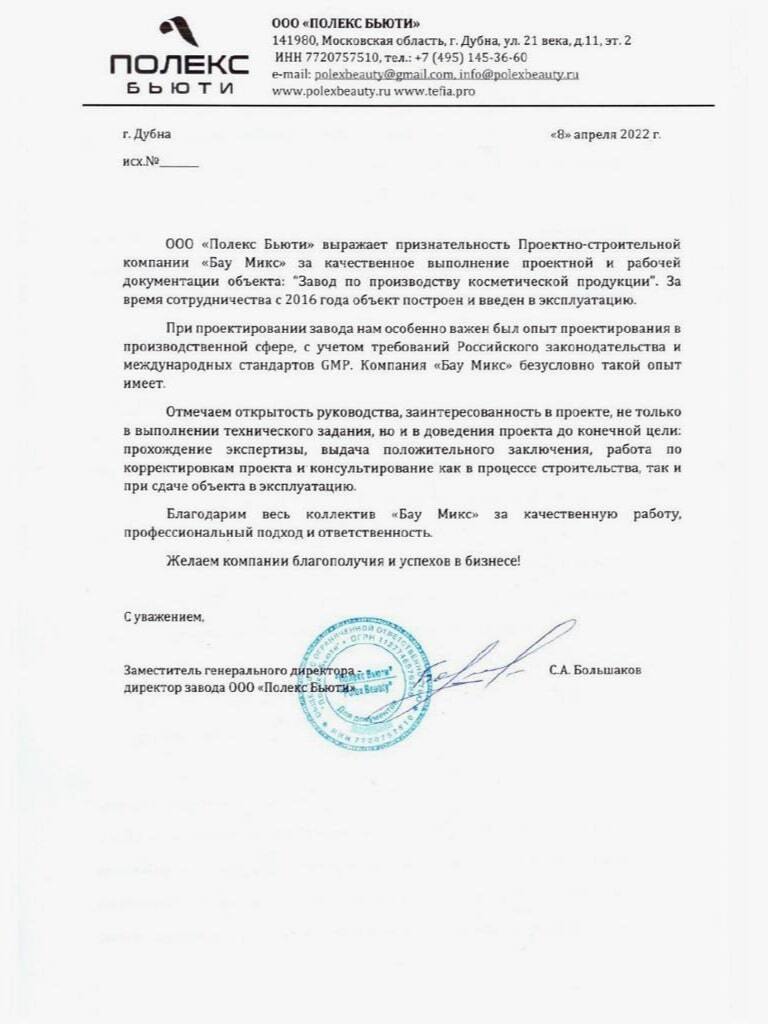 ПОЛЕКС
БЬЮТИ
ООО «ПОЛЕКС БЬЮТИ»
141980, Московская область, г. Дубна, ул. 21 века, д.11, эт. 2
ИНН 7720757510, тел.: +7 (495) 145-36-60
e-mail: polexbeauty@gmail.com, info@polexbeauty.ru
www.polexbeauty.ru www.tefia.pro
г. Дубна
«8» апреля 2022 г.
исх.№______
ООО «Полекс Бьюти» выражает признательность Проектно-строительной
компании «Бау Микс» за качественное выполнение проектной и рабочей
документации объекта: "Завод по производству косметической продукции". За
время сотрудничества с 2016 года объект построен и введен в эксплуатацию.
При проектировании завода нам особенно важен был опыт проектирования в
производственной сфере, с учетом требований Российского законодательства и
международных стандартов GMP. Компания «Бау Микс» безусловно такой опыт
имеет.
Отмечаем открытость руководства, заинтересованность в проекте, не только
в выполнении технического задания, но и в доведения проекта до конечной цели:
прохождение экспертизы, выдача положительного заключения, работа по
корректировкам проекта и консультирование как в процессе строительства, так и
при сдаче объекта в эксплуатацию.
Благодарим весь коллектив «Бау Микс» за качественную работу,
профессиональный подход и ответственность.
Желаем компании благополучия и успехов в бизнесе!
С уважением,
Заместитель генерального директора -
директор завода ООО «Полекс Бьюти»
С.А. Большаков
"Полекс Бьюти"
"Polex Beauty"
Для документов
ИНН 7720757510